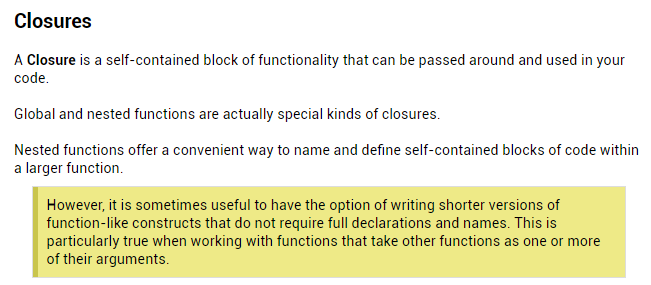 Closures
A Closure is a self-contained block of functionality that can be passed around and used in your
code.
Global and nested functions are actually special kinds of closures.
Nested functions offer a convenient way to name and define self-contained blocks of code within
a larger function.
However, it is sometimes useful to have the option of writing shorter versions of
function-like constructs that do not require full declarations and names. This is
particularly true when working with functions that take other functions as one or more
of their arguments.